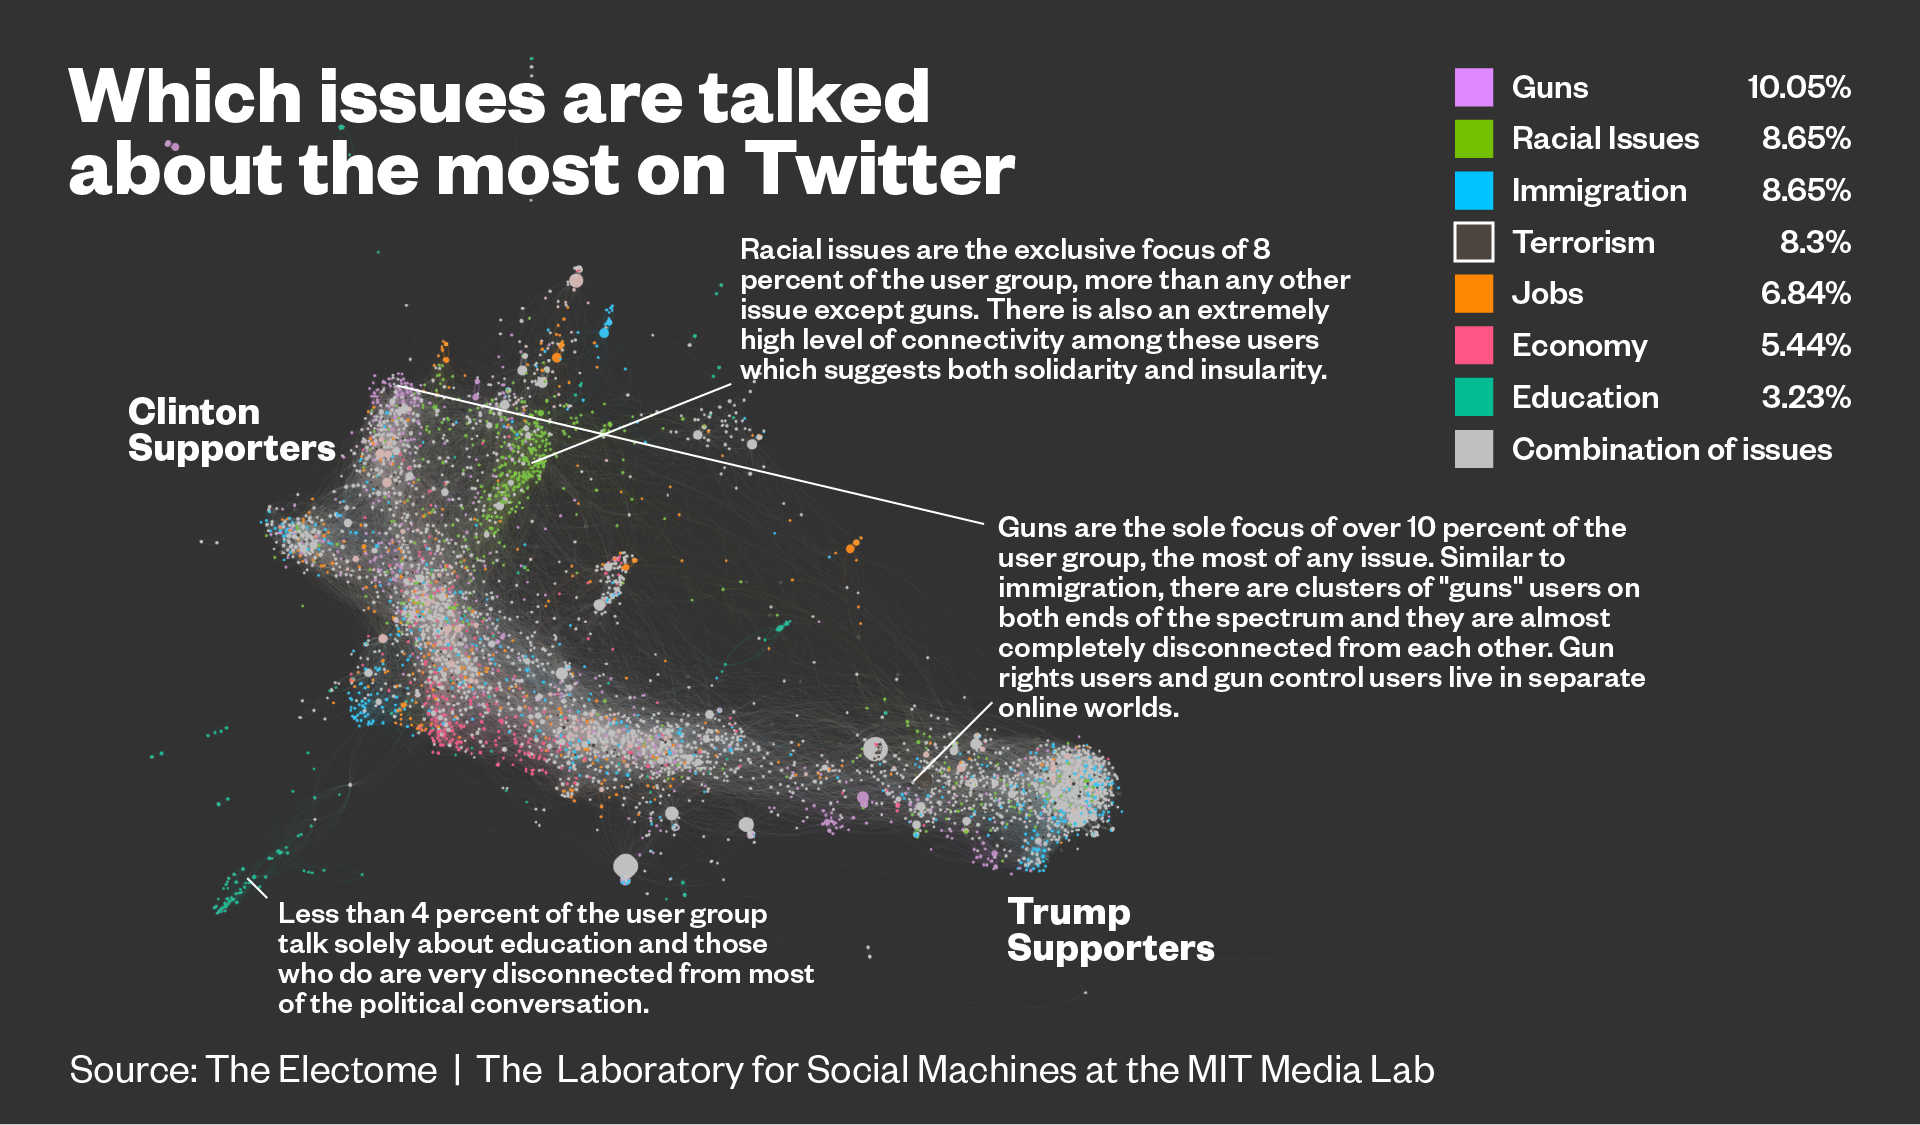 Which issues are talked
about the most on Twitter
Guns 10.05%
Racial Issues 8.65%
Immigration 8.65%
Terrorism 8.3%
Jobs 6.84%
Economy 5.44%
Education 3.23%
Combination of issues
Racial issues are the exclusive focus of 8
percent of the user group, more than any other
issue except guns. There is also an extremely
high level of connectivity among these users
which suggests both solidarity and insularity.
Clinton
Supporters
Guns are the sole focus of over 10 percent of the
user group, the most of any issue. Similar to
immigration, there are clusters of "guns" users on
both ends of the spectrum and they are almost
completely disconnected from each other. Gun
rights users and gun control users live in separate
online worlds.
Less than 4 percent of the user group
talk solely about education and those
who do are very disconnected from most
of the political conversation.
Trump
Supporters
Source: The Electome | The Laboratory for Social Machines at the MIT Media Lab